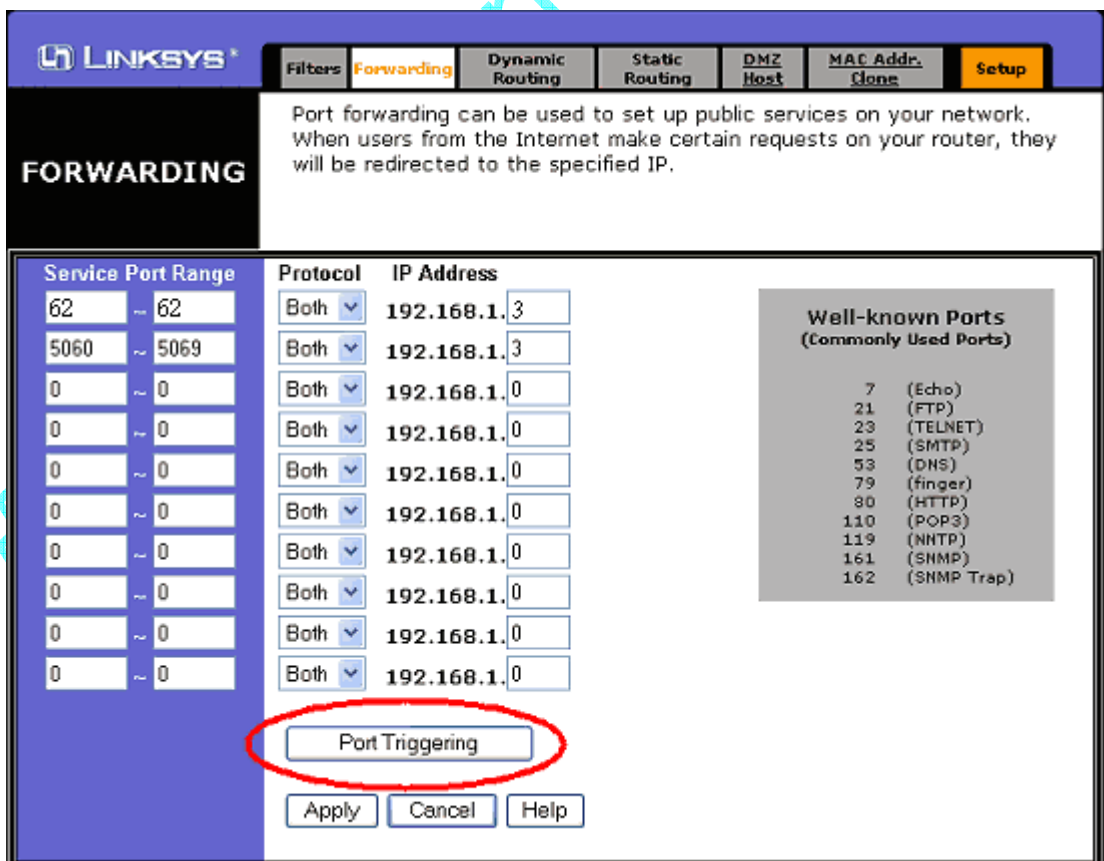 LINKSYS®
Filters Forwarding Dynamic Routing Static Routing DMZ Host MAC Addr. Clone Setup
FORWARDING
Port forwarding can be used to set up public services on your network.
When users from the Internet make certain requests on your router, they
will be redirected to the specified IP.
Service Port Range Protocol IP Address
62 ~ 62 Both 192.168.1. 3
5060 ~ 5069 Both 192.168.1. 3
0 ~ 0 Both 192.168.1. 0
0 ~ 0 Both 192.168.1. 0
0 ~ 0 Both 192.168.1. 0
0 ~ 0 Both 192.168.1. 0
0 ~ 0 Both 192.168.1. 0
0 ~ 0 Both 192.168.1. 0
0 ~ 0 Both 192.168.1. 0
0 ~ 0 Both 192.168.1. 0
Well-known Ports
(Commonly Used Ports)
7 (Echo)
21 (FTP)
23 (TELNET)
25 (SMTP)
53 (DNS)
79 (finger)
80 (HTTP)
110 (POP3)
119 (NNTP)
161 (SNMP)
162 (SNMP Trap)
Port Triggering
Apply Cancel Help